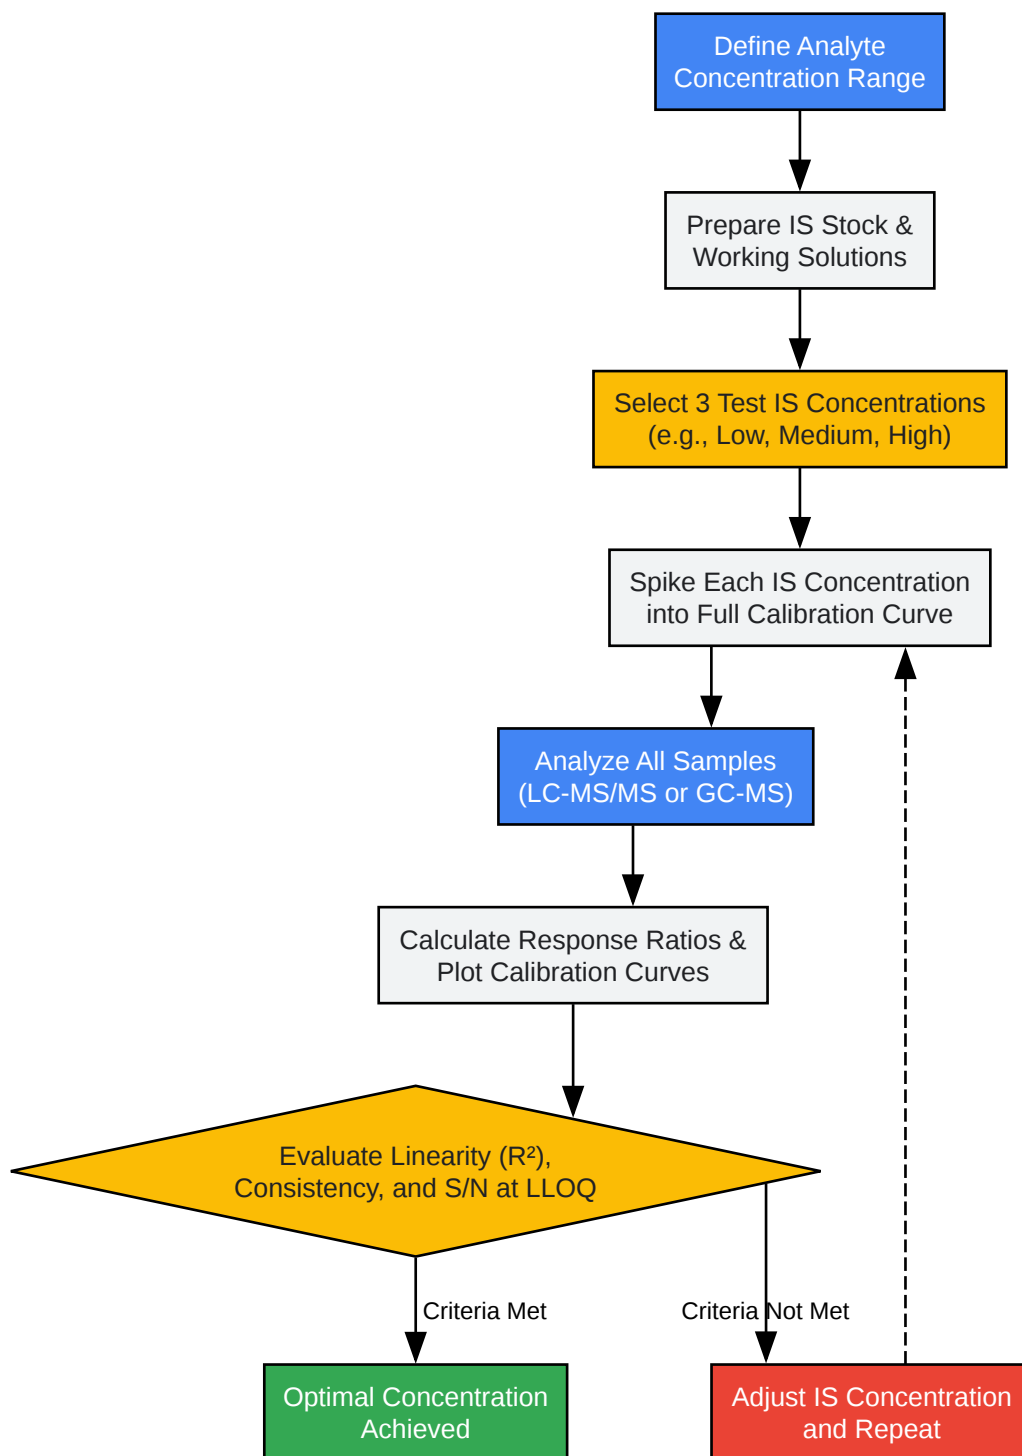 Define Analyte
Concentration Range
Prepare IS Stock &
Working Solutions
Select 3 Test IS Concentrations
(e.g., Low, Medium, High)
Spike Each IS Concentration
into Full Calibration Curve
Analyze All Samples
(LC-MS/MS or GC-MS)
Calculate Response Ratios &
Plot Calibration Curves
Evaluate Linearity (R²),
Consistency, and S/N at LLOQ
Criteria Met
Criteria Not Met
Optimal Concentration
Achieved
Adjust IS Concentration
and Repeat